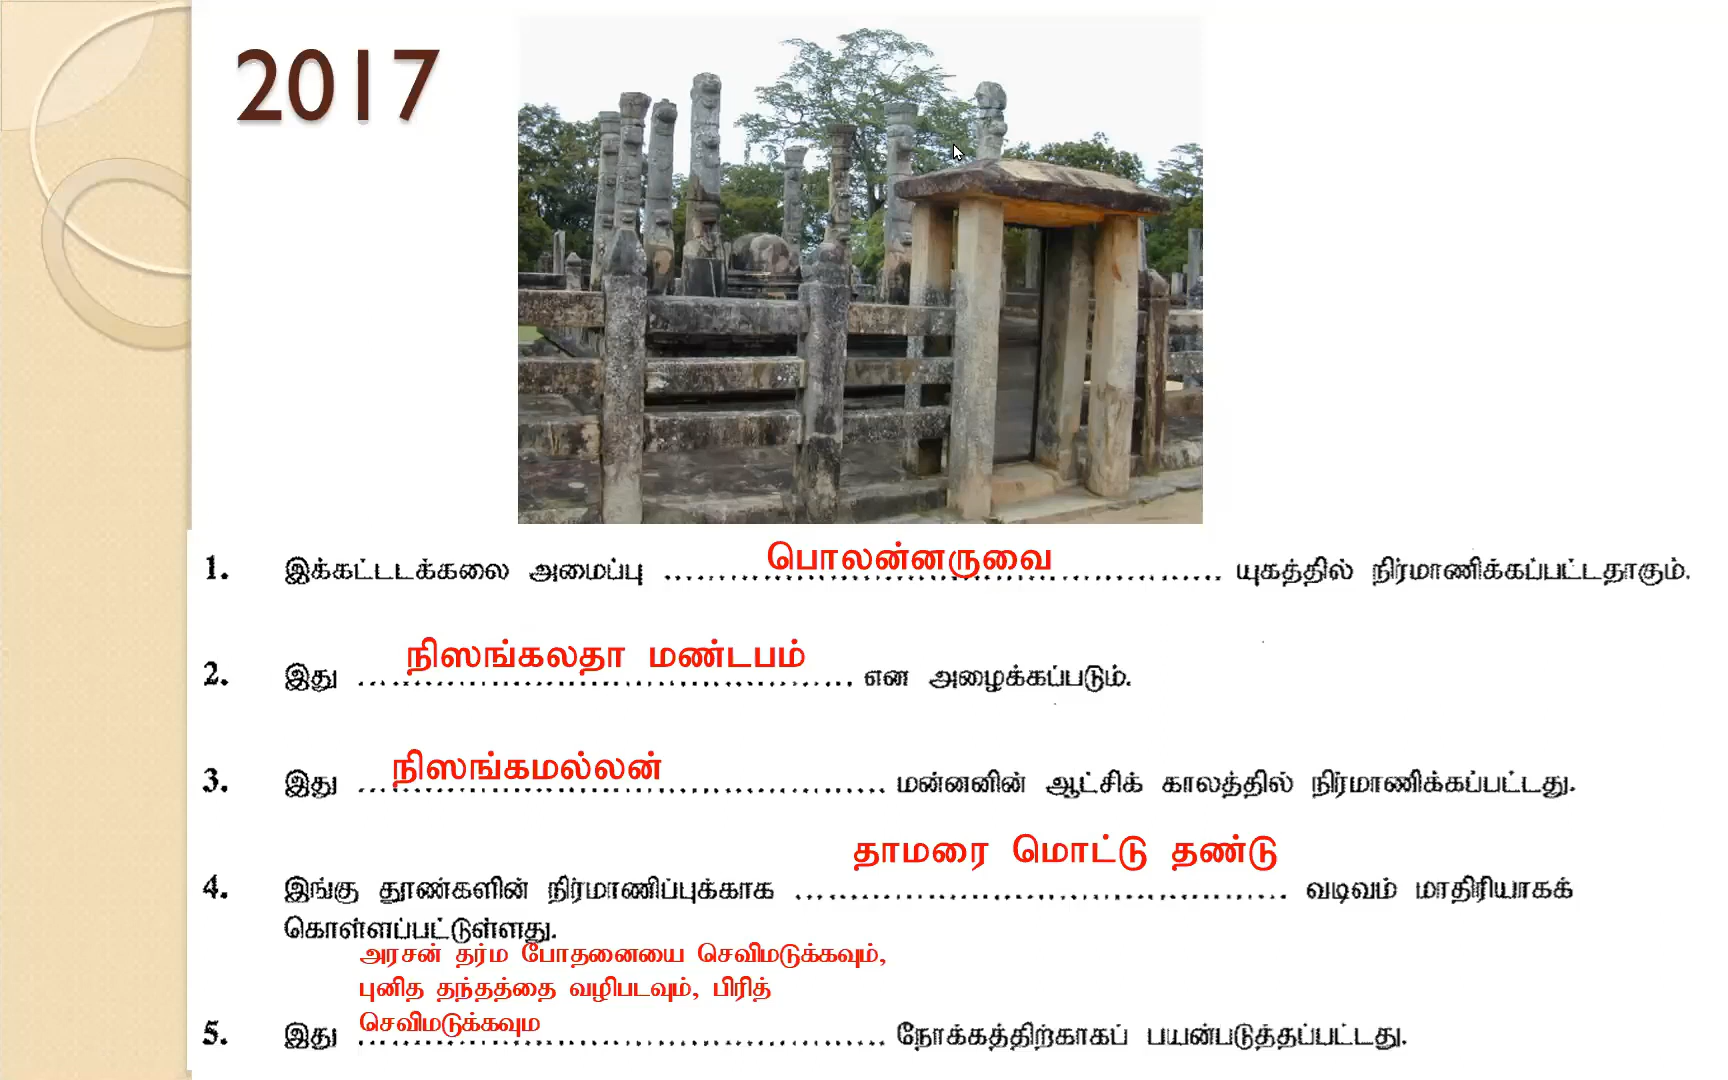 2017
1. இக்கட்டடக்கலை அமைப்பு பொலன்னருவை யுகத்தில் நிர்மாணிக்கப்பட்டதாகும்.
2. இது நிஸங்கலதா மண்டபம் என அழைக்கப்படும்.
3. இது நிஸங்கமல்லன் மன்னனின் ஆட்சிக் காலத்தில் நிர்மாணிக்கப்பட்டது.
தாமரை மொட்டு தண்டு
4. இங்கு தூண்களின் நிர்மாணிப்புக்காக ........................ வடிவம் மாதிரியாகக்
கொள்ளப்பட்டுள்ளது.
அரசன் தர்ம போதனையை செவிமடுக்கவும்,
புனித தந்தத்தை வழிபடவும், பிரித்
செவிமடுக்கவும
5. இது ........................ நோக்கத்திற்காகப் பயன்படுத்தப்பட்டது.